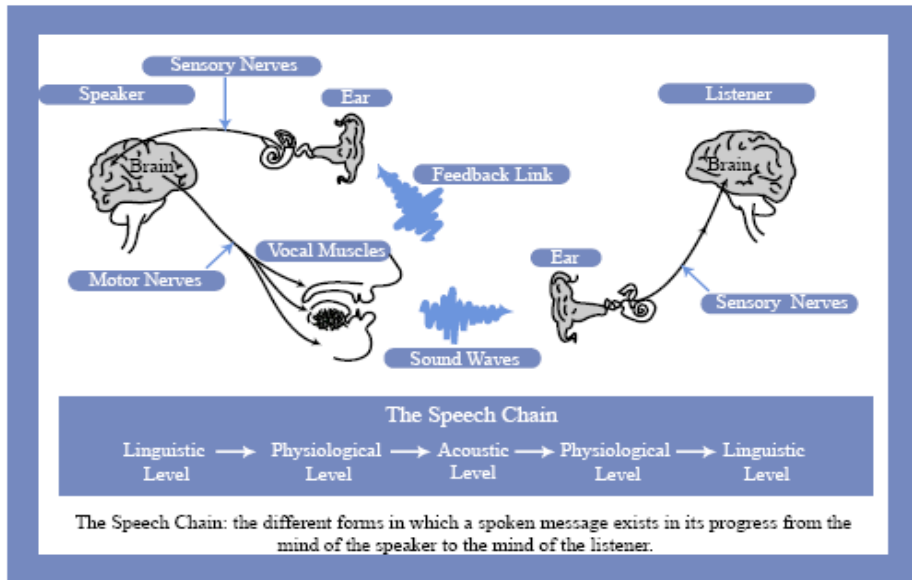 Sensory Nerves
Speaker
Ear
Listener
Brain
Brain
Feedback Link
Vocal Muscles
Motor Nerves
Ear
Sensory Nerves
Sound Waves
The Speech Chain
Linguistic Level
Physiological Level
Acoustic Level
Physiological Level
Linguistic Level
The Speech Chain: the different forms in which a spoken message exists in its progress from the
mind of the speaker to the mind of the listener.